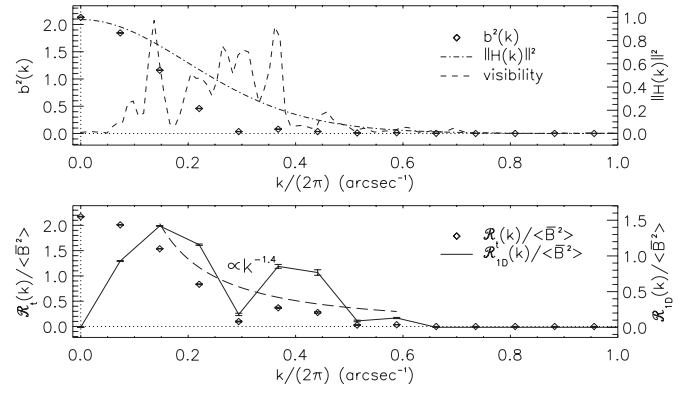 2.0
1.5
1.0
0.5
0.0
b²(k)
1.0
0.8
0.6
0.4
0.2
0.0
‖H(k)‖²
b²(k)
‖H(k)‖²
visibility
0.0 0.2 0.4 0.6 0.8 1.0
k/(2π) (arcsec⁻¹)
2.0
1.5
1.0
0.5
0.0
ℛₜ(k)/<B̅²>
1.5
1.0
0.5
0.0
ℛ₁D(k)/<B̅²>
ℛₜ(k)/<B̅²>
ℛ₁D(k)/<B̅²>
∝k⁻¹·⁴
0.0 0.2 0.4 0.6 0.8 1.0
k/(2π) (arcsec⁻¹)